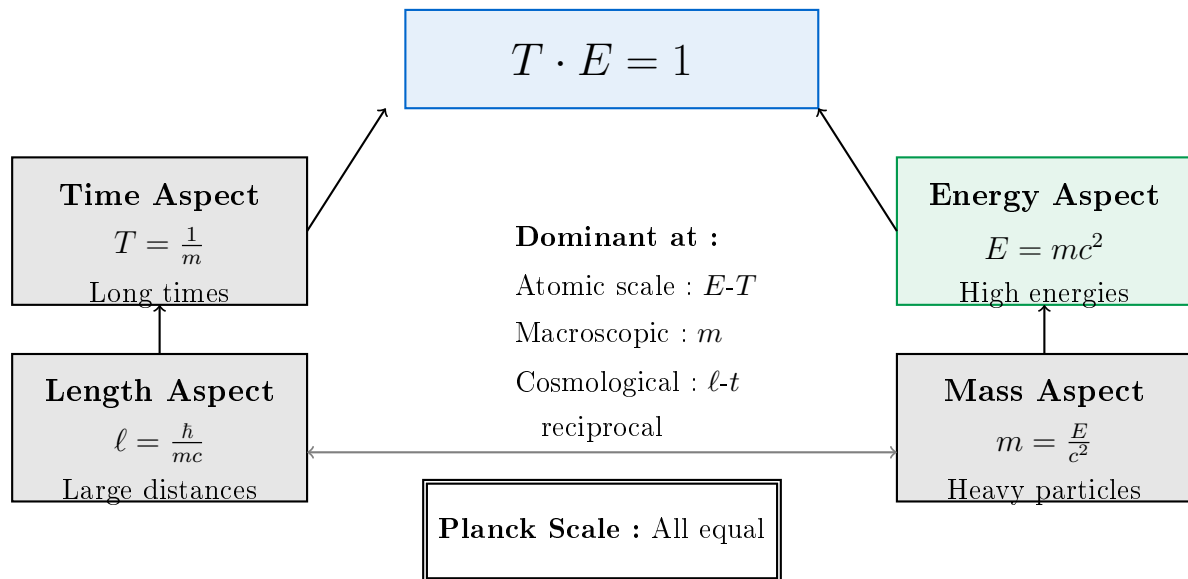 T · E = 1
Time Aspect
T = 1/m
Long times
Energy Aspect
E = mc²
High energies
Dominant at :
Atomic scale : E-T
Macroscopic : m
Cosmological : ℓ-t
reciprocal
Length Aspect
ℓ = ħ/mc
Large distances
Mass Aspect
m = E/c²
Heavy particles
Planck Scale : All equal